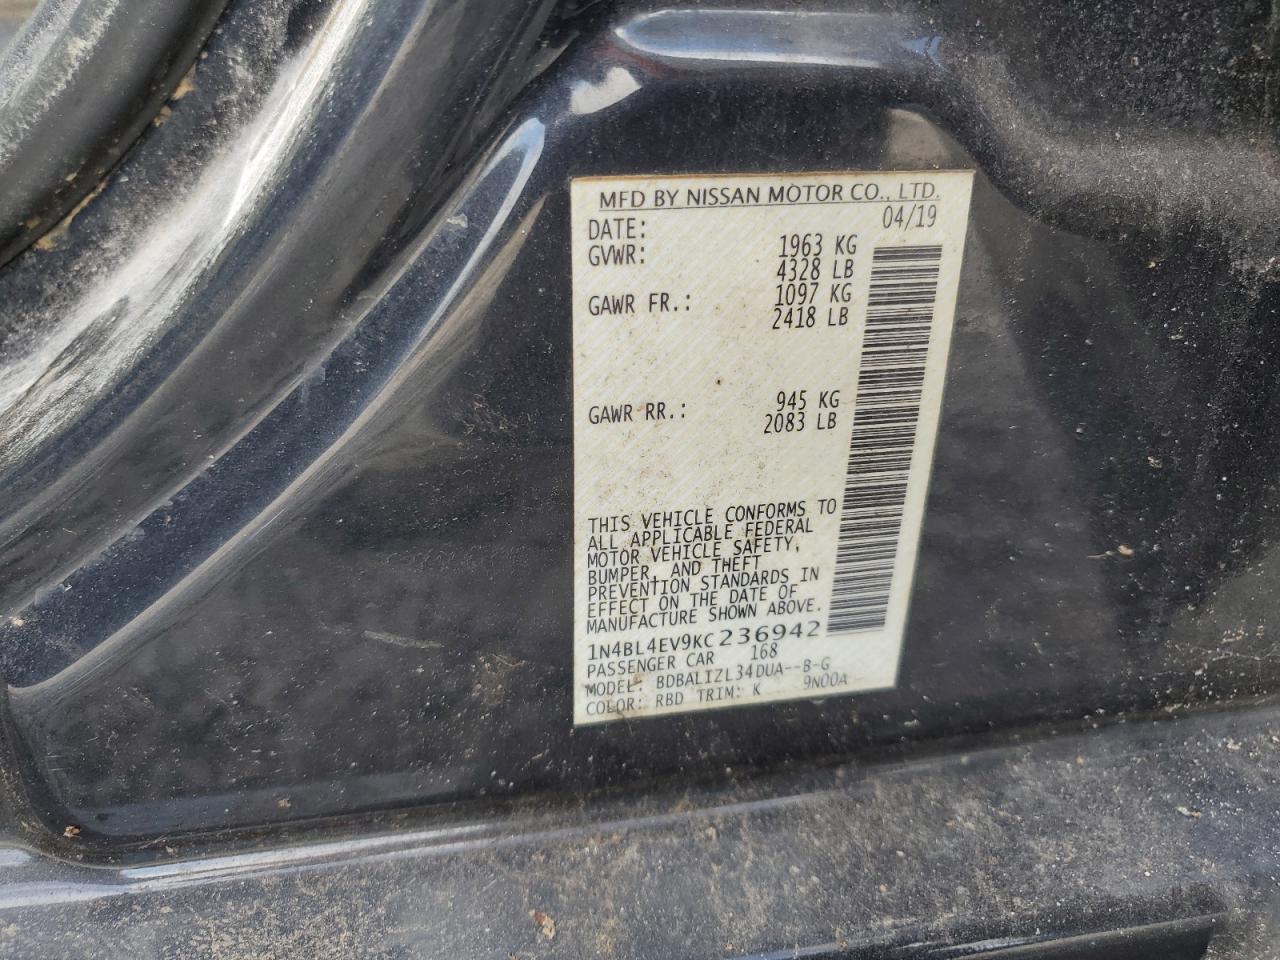 MFD BY NISSAN MOTOR CO., LTD.
DATE: 04/19
GVWR: 1963 KG
4328 LB
GAWR FR.: 1097 KG
2418 LB
GAWR RR.: 945 KG
2083 LB
THIS VEHICLE CONFORMS TO
ALL APPLICABLE FEDERAL
MOTOR VEHICLE SAFETY,
BUMPER, AND THEFT
PREVENTION STANDARDS IN
EFFECT ON THE DATE OF
MANUFACTURE SHOWN ABOVE.
1N4BL4EV9KC236942
PASSENGER CAR 168
MODEL: BDBALIZL34DUA--B-G
COLOR: RBD TRIM: K 9N00A